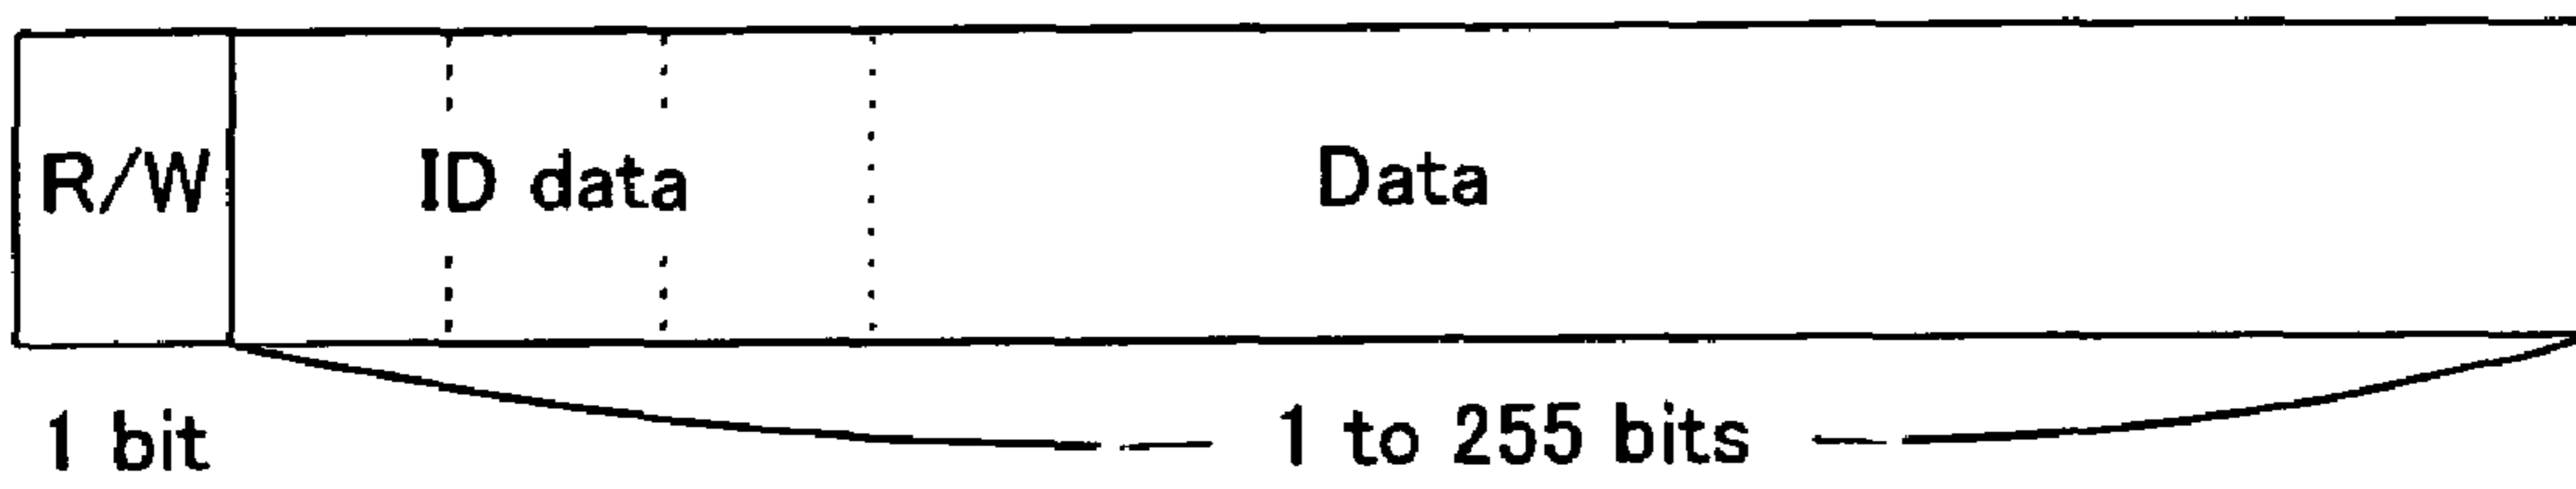 R/W ID data Data
1 bit 1 to 255 bits